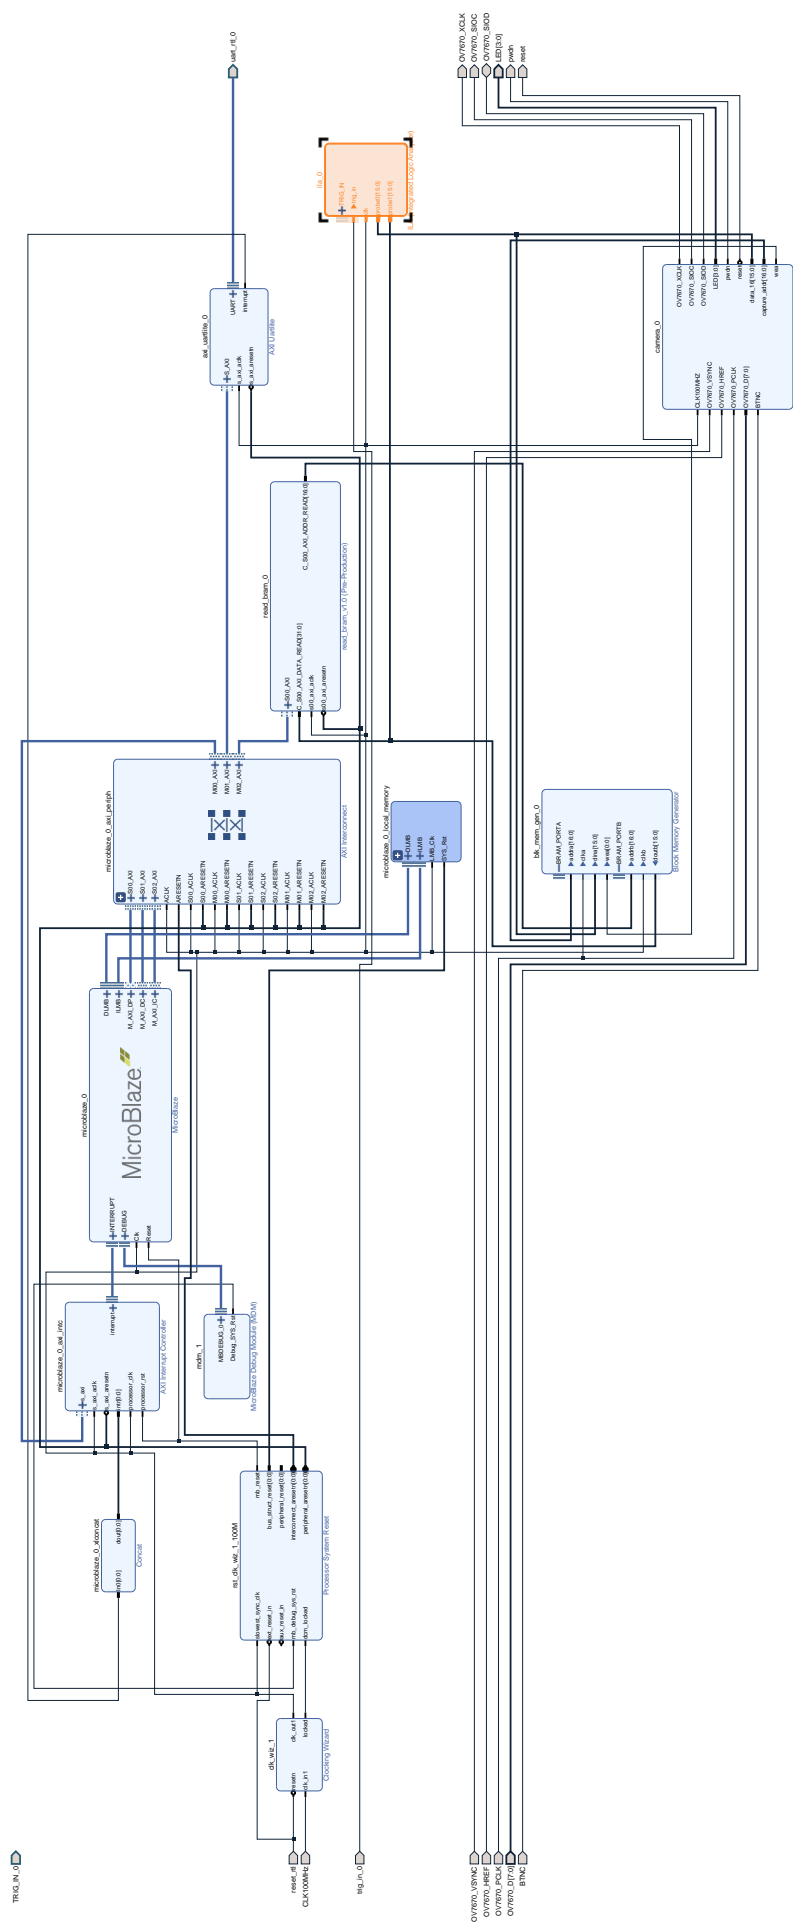 TRIG_IN_0
reset_rtl
CLK100MHz
trig_in_0
OV7670_VSYNC
OV7670_HREF
OV7670_PCLK
OV7670_D[7:0]
BTNC
clk_wiz_1
resetn
clk_in1
clk_out1
locked
Clocking Wizard
microblaze_0_xlconcat
In0[0:0]
dout[0:0]
Concat
rst_clk_wiz_1_100M
slowest_sync_clk
ext_reset_in
aux_reset_in
mb_debug_sys_rst
dcm_locked
mb_reset
bus_struct_reset[0:0]
peripheral_reset[0:0]
interconnect_aresetn[0:0]
peripheral_aresetn[0:0]
Processor System Reset
microblaze_0_axi_intc
s_axi
s_axi_aclk
s_axi_aresetn
intr[0:0]
processor_clk
processor_rst
interrupt
AXI Interrupt Controller
mdm_1
MBDEBUG_0
Debug_SYS_Rst
MicroBlaze Debug Module (MDM)
microblaze_0
INTERRUPT
DEBUG
Clk
Reset
DLMB
ILMB
M_AXI_DP
M_AXI_DC
M_AXI_IC
MicroBlaze
MicroBlaze
microblaze_0_axi_periph
S00_AXI
S01_AXI
S02_AXI
ACLK
ARESETN
S00_ACLK
S00_ARESETN
M00_ACLK
M00_ARESETN
S01_ACLK
S01_ARESETN
S02_ACLK
S02_ARESETN
M01_ACLK
M01_ARESETN
M02_ACLK
M02_ARESETN
M00_AXI
M01_AXI
M02_AXI
AXI Interconnect
microblaze_0_local_memory
DLMB
ILMB
LMB_Clk
SYS_Rst
blk_mem_gen_0
BRAM_PORTA
addra[16:0]
clka
dina[15:0]
wea[0:0]
BRAM_PORTB
addrb[16:0]
clkb
doutb[15:0]
Block Memory Generator
read_bram_0
S00_AXI
C_S00_AXI_DATA_READ[31:0]
s00_axi_aclk
s00_axi_aresetn
C_S00_AXI_ADDR_READ[16:0]
read_bram_v1.0 (Pre-Production)
axi_uartlite_0
S_AXI
s_axi_aclk
s_axi_aresetn
UART
interrupt
AXI Uartlite
ila_0
TRIG_IN
trig_in
clk
probe0[15:0]
probe1[15:0]
camera_0
CLK100MHZ
OV7670_VSYNC
OV7670_HREF
OV7670_PCLK
OV7670_D[7:0]
BTNC
OV7670_XCLK
OV7670_SIOC
OV7670_SIOD
LED[3:0]
pwdn
reset
data_16[15:0]
capture_addr[16:0]
wea
uart_rtl_0
OV7670_XCLK
OV7670_SIOC
OV7670_SIOD
LED[3:0]
pwdn
reset